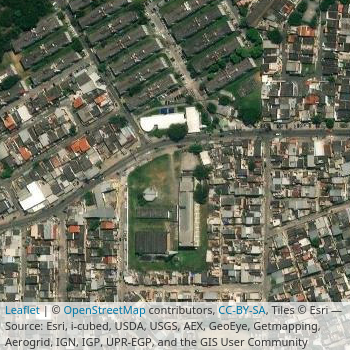 Leaflet | © OpenStreetMap contributors, CC-BY-SA, Tiles © Esri —
Source: Esri, i-cubed, USDA, USGS, AEX, GeoEye, Getmapping,
Aerogrid, IGN, IGP, UPR-EGP, and the GIS User Community